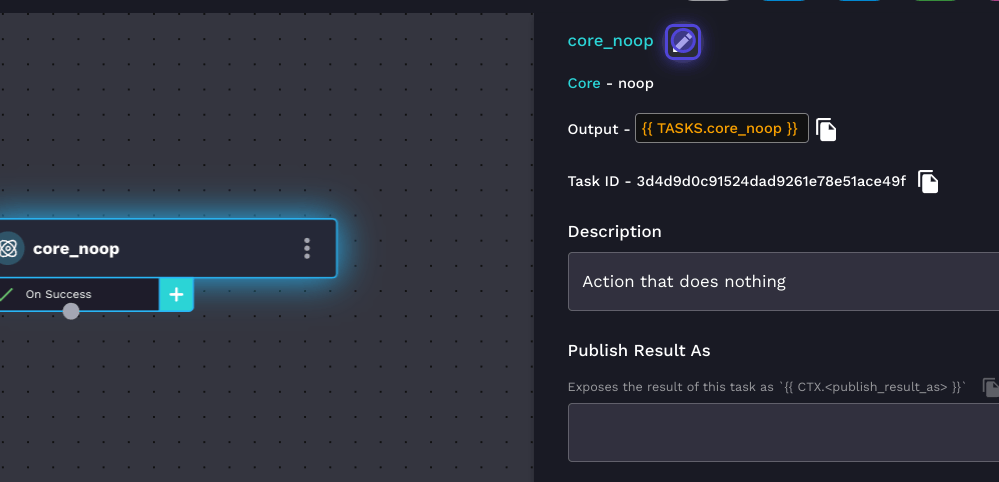 core_noop
Core - noop
Output - {{ TASKS.core_noop }}
Task ID - 3d4d9d0c91524dad9261e78e51ace49f
core_noop
On Success
Description
Action that does nothing
Publish Result As
Exposes the result of this task as `{{ CTX.<publish_result_as> }}`